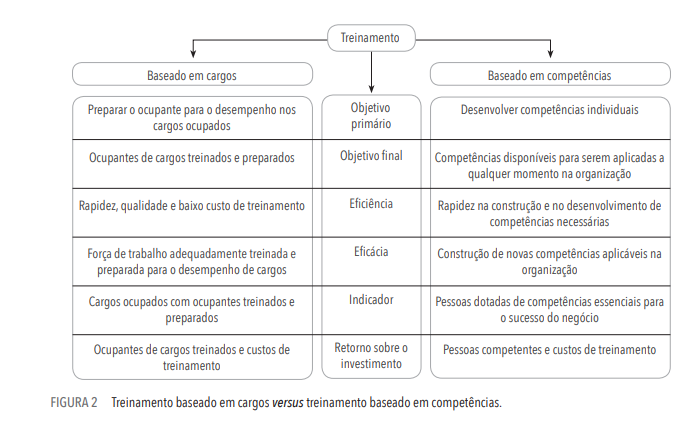 Treinamento
Baseado em cargos
Baseado em competências
Preparar o ocupante para o desempenho nos
cargos ocupados
Objetivo
primário
Desenvolver competências individuais
Ocupantes de cargos treinados e preparados
Objetivo final
Competências disponíveis para serem aplicadas a
qualquer momento na organização
Rapidez, qualidade e baixo custo de treinamento
Eficiência
Rapidez na construção e no desenvolvimento de
competências necessárias
Força de trabalho adequadamente treinada e
preparada para o desempenho de cargos
Eficácia
Construção de novas competências aplicáveis na
organização
Cargos ocupados com ocupantes treinados e
preparados
Indicador
Pessoas dotadas de competências essenciais para
o sucesso do negócio
Ocupantes de cargos treinados e custos de
treinamento
Retorno sobre o
investimento
Pessoas competentes e custos de treinamento
FIGURA 2 Treinamento baseado em cargos versus treinamento baseado em competências.